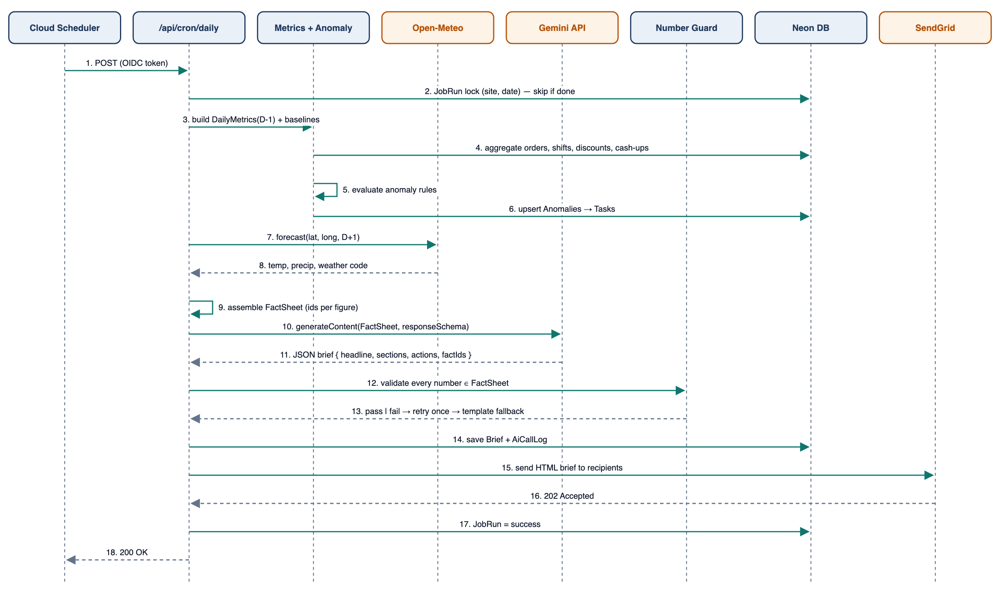 Cloud Scheduler
/api/cron/daily
Metrics + Anomaly
Open-Meteo
Gemini API
Number Guard
Neon DB
SendGrid
1. POST (OIDC token)
2. JobRun lock (site, date) — skip if done
3. build DailyMetrics(D-1) + baselines
4. aggregate orders, shifts, discounts, cash-ups
5. evaluate anomaly rules
6. upsert Anomalies → Tasks
7. forecast(lat, long, D+1)
8. temp, precip, weather code
9. assemble FactSheet (ids per figure)
10. generateContent(FactSheet, responseSchema)
11. JSON brief { headline, sections, actions, factIds }
12. validate every number ∈ FactSheet
13. pass | fail → retry once → template fallback
14. save Brief + AiCallLog
15. send HTML brief to recipients
16. 202 Accepted
17. JobRun = success
18. 200 OK